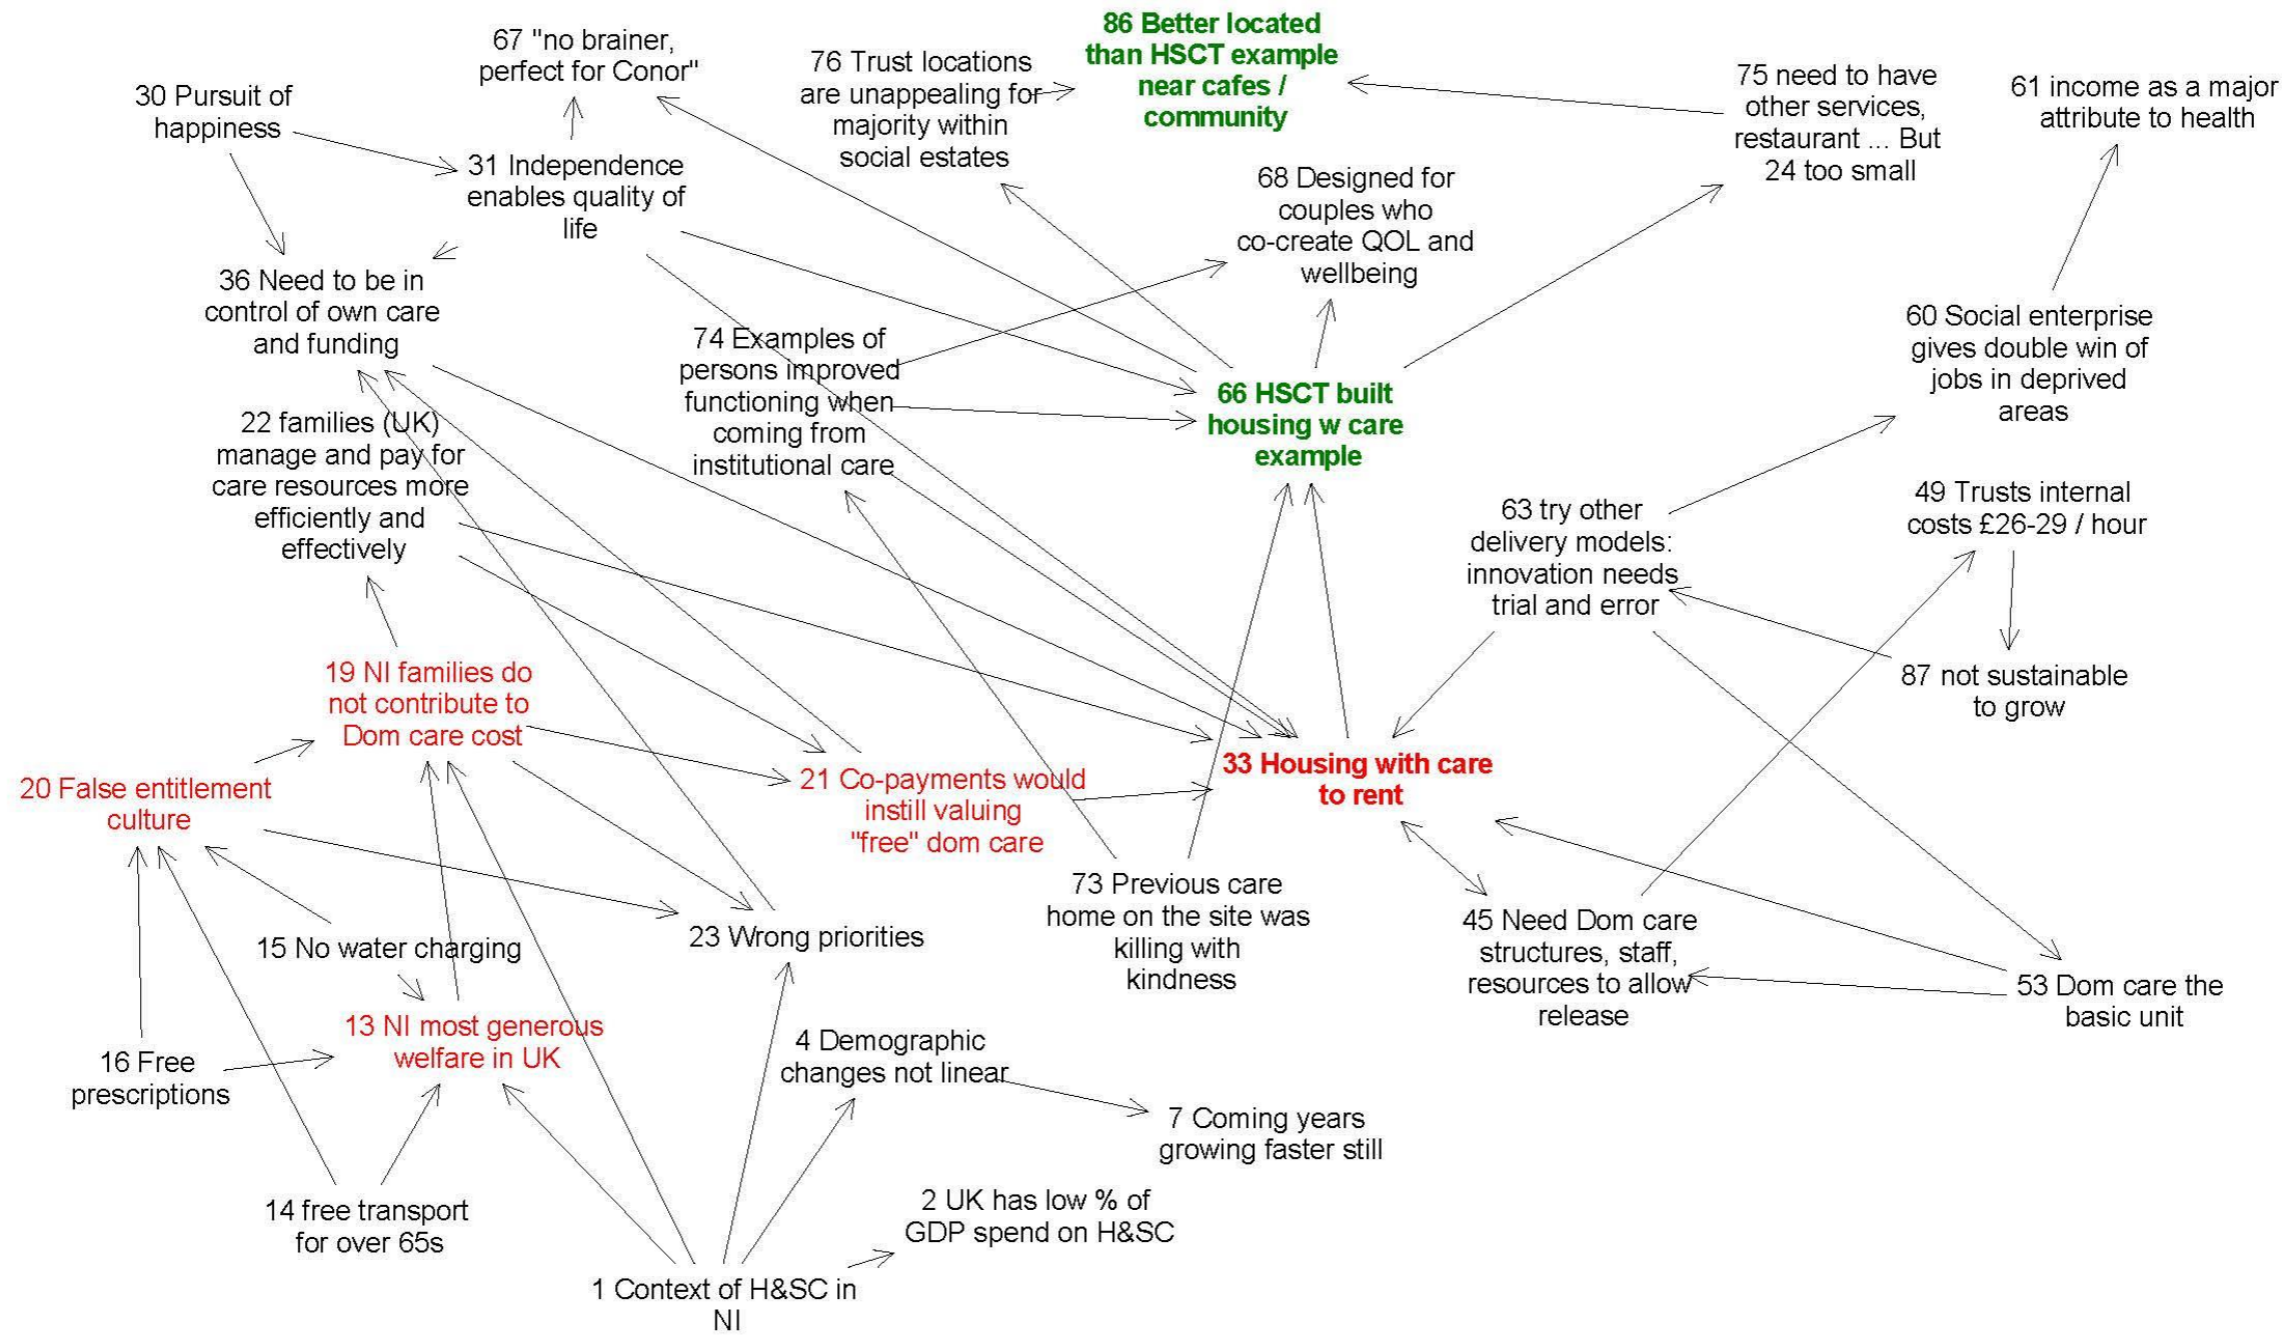 86 Better located
than HSCT example
near cafes /
community
67 "no brainer,
perfect for Conor"
76 Trust locations
are unappealing for
majority within
social estates
75 need to have
other services,
restaurant ... But
24 too small
61 income as a major
attribute to health
30 Pursuit of
happiness
31 Independence
enables quality of
life
68 Designed for
couples who
co-create QOL and
wellbeing
36 Need to be in
control of own care
and funding
74 Examples of
persons improved
functioning when
coming from
institutional care
60 Social enterprise
gives double win of
jobs in deprived
areas
66 HSCT built
housing w care
example
22 families (UK)
manage and pay for
care resources more
efficiently and
effectively
63 try other
delivery models:
innovation needs
trial and error
49 Trusts internal
costs £26-29 / hour
19 NI families do
not contribute to
Dom care cost
87 not sustainable
to grow
20 False entitlement
culture
21 Co-payments would
instill valuing
"free" dom care
33 Housing with care
to rent
73 Previous care
home on the site was
killing with
kindness
45 Need Dom care
structures, staff,
resources to allow
release
15 No water charging
23 Wrong priorities
53 Dom care the
basic unit
13 NI most generous
welfare in UK
16 Free
prescriptions
4 Demographic
changes not linear
7 Coming years
growing faster still
14 free transport
for over 65s
2 UK has low % of
GDP spend on H&SC
1 Context of H&SC in
NI